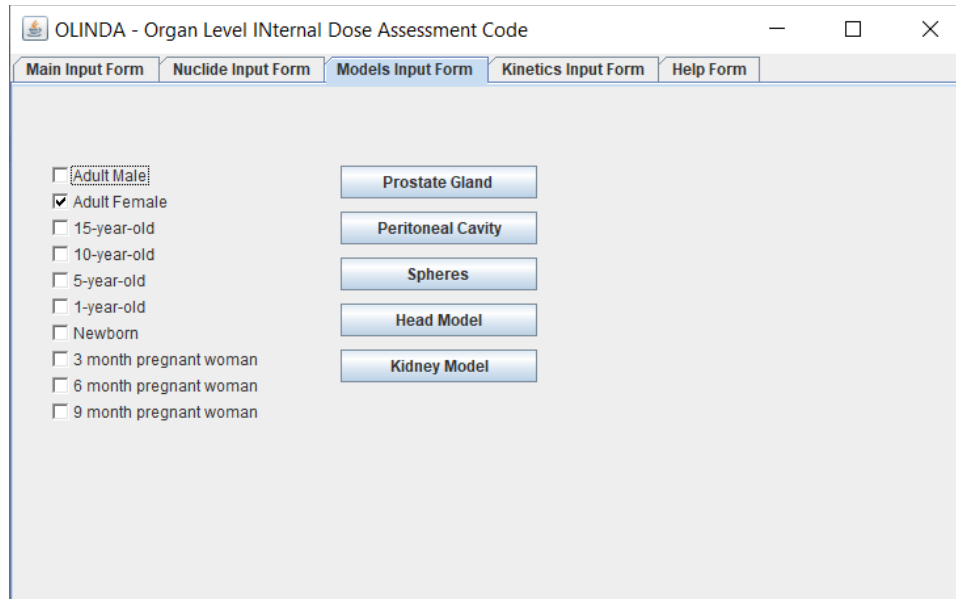 OLINDA - Organ Level INternal Dose Assessment Code
Main Input Form Nuclide Input Form Models Input Form Kinetics Input Form Help Form
Adult Male
Adult Female
15-year-old
10-year-old
5-year-old
1-year-old
Newborn
3 month pregnant woman
6 month pregnant woman
9 month pregnant woman
Prostate Gland
Peritoneal Cavity
Spheres
Head Model
Kidney Model